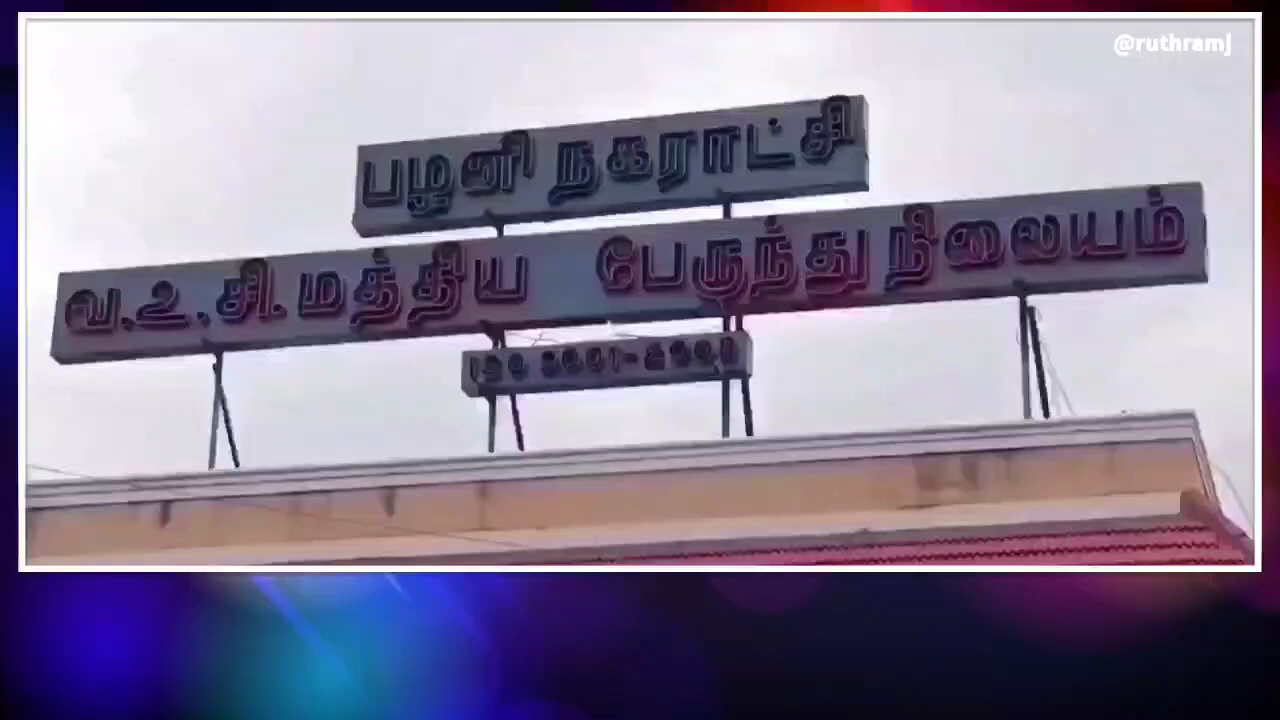 @ruthramj
பழனி நகராட்சி
வ.உ.சி.மத்திய பேருந்து நிலையம்